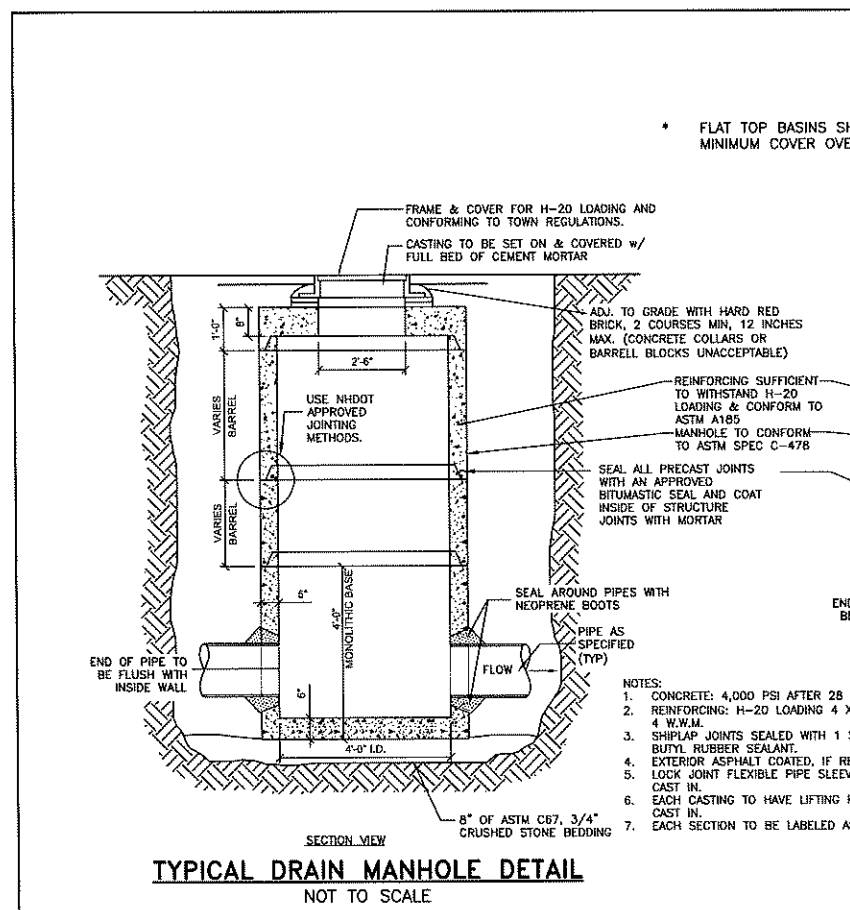 * FLAT TOP BASINS
MINIMUM COVER
FRAME & COVER FOR H-20 LOADING AND
CONFORMING TO TOWN REGULATIONS.
CASTING TO BE SET ON & COVERED w/
FULL BED OF CEMENT MORTAR
ADJ. TO GRADE WITH HARD RED
BRICK, 2 COURSES MIN, 12 INCHES
MAX. (CONCRETE COLLARS OR
BARRELL BLOCKS UNACCEPTABLE)
1'-0"
8"
2'-6"
VARIES
BARREL
USE NHDOT
APPROVED
JOINTING
METHODS.
REINFORCING SUFFICIENT
TO WITHSTAND H-20
LOADING & CONFORM TO
ASTM A185
MANHOLE TO CONFORM
TO ASTM SPEC C-478
SEAL ALL PRECAST JOINTS
WITH AN APPROVED
BITUMASTIC SEAL AND COAT
INSIDE OF STRUCTURE
JOINTS WITH MORTAR
VARIES
BARREL
5"
4'-0"
MONOLITHIC BASE
SEAL AROUND PIPES WITH
NEOPRENE BOOTS
PIPE AS
SPECIFIED
(TYP)
FLOW
END OF PIPE TO
BE FLUSH WITH
INSIDE WALL
6"
4'-0" I.D.
8" OF ASTM C67, 3/4"
CRUSHED STONE BEDDING
NOTES:
1. CONCRETE: 4,000 PSI AFTER 28
2. REINFORCING: H-20 LOADING 4 X
4 W.W.M.
3. SHIPLAP JOINTS SEALED WITH 1
BUTYL RUBBER SEALANT.
4. EXTERIOR ASPHALT COATED, IF
5. LOCK JOINT FLEXIBLE PIPE
CAST IN.
6. EACH CASTING TO HAVE LIFTING
CAST IN.
7. EACH SECTION TO BE LABELED
SECTION VIEW
TYPICAL DRAIN MANHOLE DETAIL
NOT TO SCALE